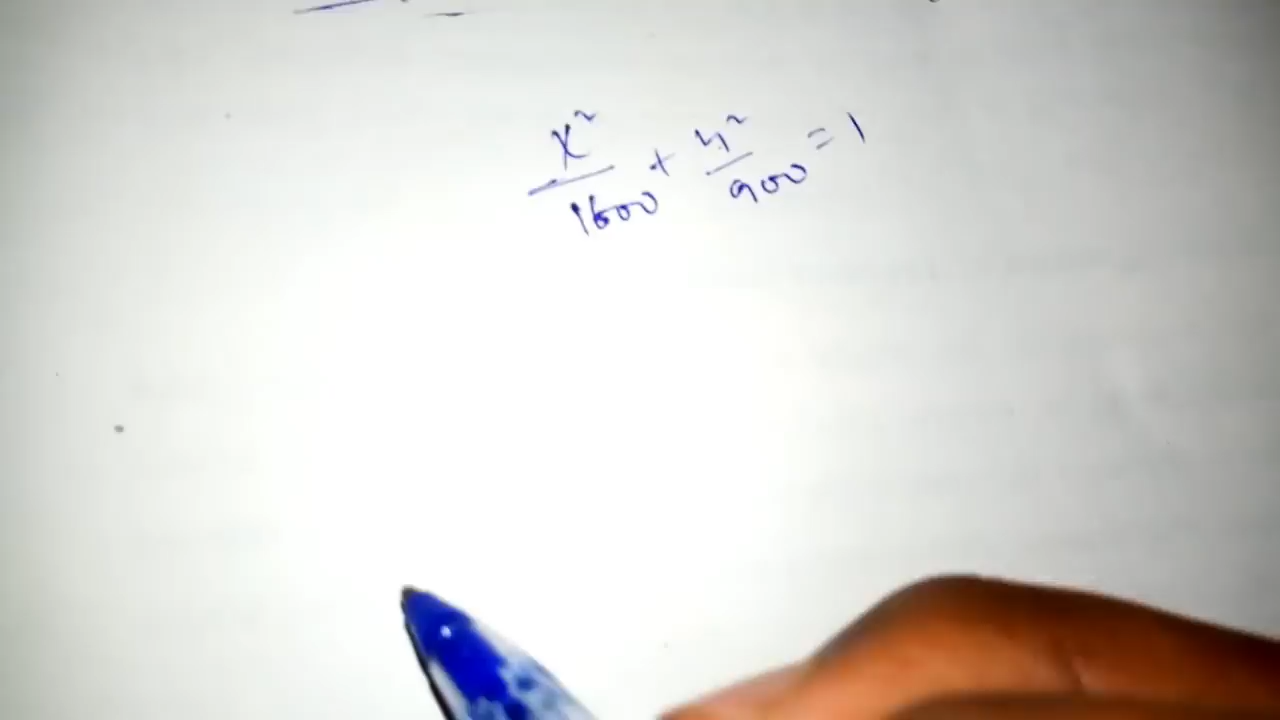 x²/1600 + y²/900 = 1